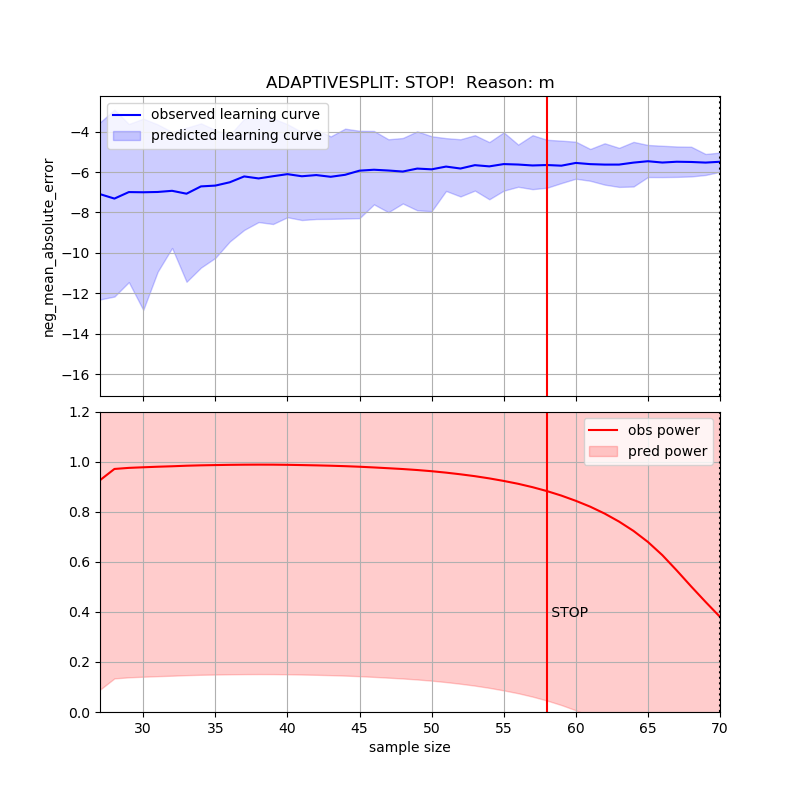 ADAPTIVESPLIT: STOP!  Reason: m
observed learning curve
predicted learning curve
neg_mean_absolute_error
−4
−6
−8
−10
−12
−14
−16
1.2
1.0
0.8
0.6
0.4
0.2
0.0
obs power
pred power
STOP
30 35 40 45 50 55 60 65 70
sample size